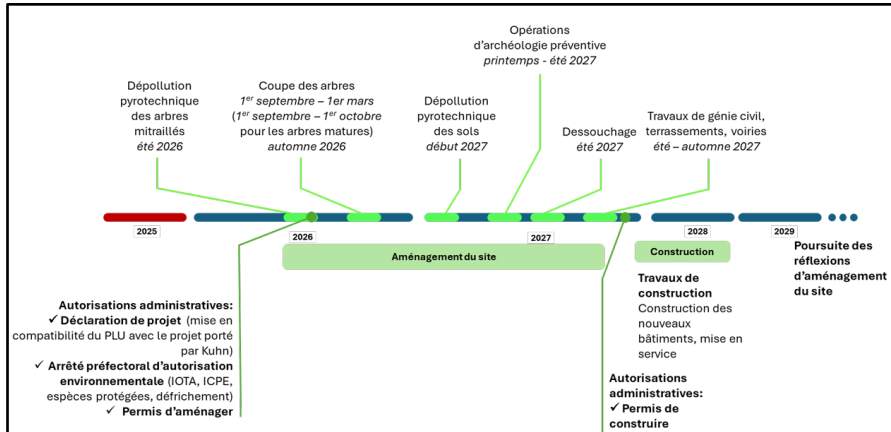 Opérations
d'archéologie préventive
printemps - été 2027
Dépollution
pyrotechnique
des arbres
mitraillés
été 2026
Coupe des arbres
1er septembre – 1er mars
(1er septembre – 1er octobre
pour les arbres matures)
automne 2026
Dépollution
pyrotechnique
des sols
début 2027
Dessouchage
été 2027
Travaux de génie civil,
terrassements, voiries
été – automne 2027
2025
2026
2027
2028
2029
Aménagement du site
Construction
Poursuite des
réflexions
d'aménagement
du site
Autorisations administratives:
✓ Déclaration de projet (mise en
compatibilité du PLU avec le projet porté
par Kuhn)
✓ Arrêté préfectoral d'autorisation
environnementale (IOTA, ICPE,
espèces protégées, défrichement)
✓ Permis d'aménager
Travaux de
construction
Construction des
nouveaux
bâtiments, mise en
service
Autorisations
administratives:
✓ Permis de
construire